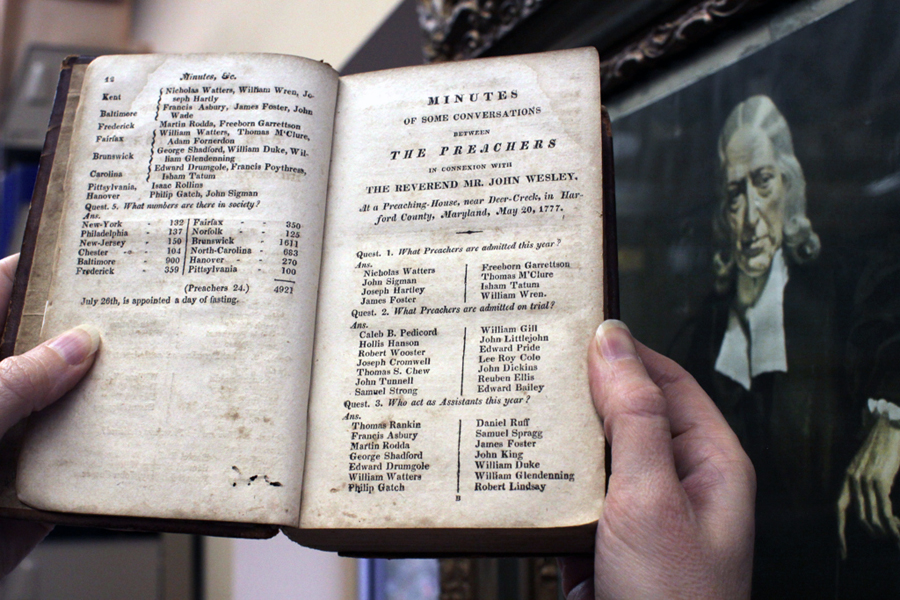 12 Minutes, &c.
Kent Nicholas Watters, William Wren, Jo-
seph Hartly
Baltimore Francis Asbury, James Foster, John
Wade
Frederick Martin Rodda, Freeborn Garrettson
Fairfax William Watters, Thomas M'Clure,
Adam Fornerdon
Brunswick George Shadford, William Duke, Wil-
liam Glendenning
Carolina Edward Drumgole, Francis Poythress,
Isham Tatum
Pittsylvania, Isaac Rollins
Hanover Philip Gatch, John Sigman
Quest. 5. What numbers are there in society?
Ans.
New-York - 132 Fairfax - 350
Philadelphia - 137 Norfolk - - 125
New-Jersey - 150 Brunswick - 1611
Chester - - 104 North-Carolina - 683
Baltimore - 900 Hanover - - 270
Frederick - 359 Pittsylvania - 100
(Preachers 24.) 4921
July 26th, is appointed a day of fasting.
MINUTES
OF SOME CONVERSATIONS
BETWEEN
THE PREACHERS
IN CONNEXION WITH
THE REVEREND MR. JOHN WESLEY.
At a Preaching-House, near Deer-Creek, in Har-
ford County, Maryland, May 20, 1777.
Quest. 1. What Preachers are admitted this year?
Ans.
Nicholas Watters Freeborn Garrettson
John Sigman Thomas M'Clure
Joseph Hartley Isham Tatum
James Foster William Wren.
Quest. 2. What Preachers are admitted on trial?
Ans.
Caleb B. Pedicord William Gill
Hollis Hanson John Littlejohn
Robert Wooster Edward Pride
Joseph Cromwell Lee Roy Cole
Thomas S. Chew John Dickins
John Tunnell Reuben Ellis
Samuel Strong Edward Bailey
Quest. 3. Who act as Assistants this year?
Ans.
Thomas Rankin Daniel Ruff
Francis Asbury Samuel Spragg
Martin Rodda James Foster
George Shadford John King
Edward Drumgole William Duke
William Watters William Glendenning
Philip Gatch Robert Lindsay
B